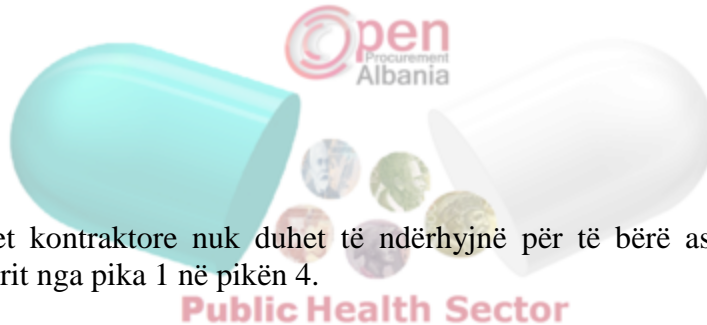 Open
Procurement
Albania
et kontraktore nuk duhet të ndërhyjnë për të bërë as
rit nga pika 1 në pikën 4.
Public Health Sector